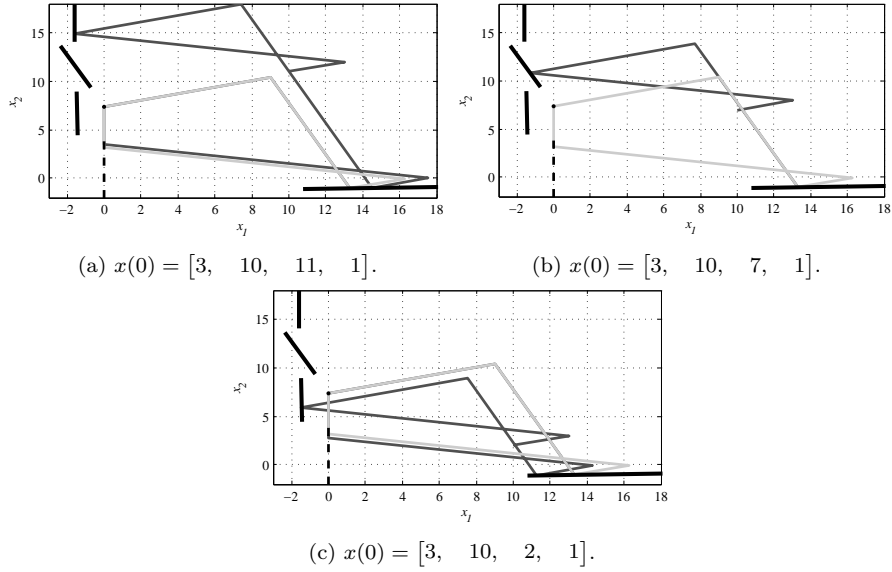 15
10
5
0
x2
−2 0 2 4 6 8 10 12 14 16 18
x1
(a) x(0) = [3, 10, 11, 1].
15
10
5
0
x2
−2 0 2 4 6 8 10 12 14 16 18
x1
(b) x(0) = [3, 10, 7, 1].
15
10
5
0
x2
−2 0 2 4 6 8 10 12 14 16 18
x1
(c) x(0) = [3, 10, 2, 1].